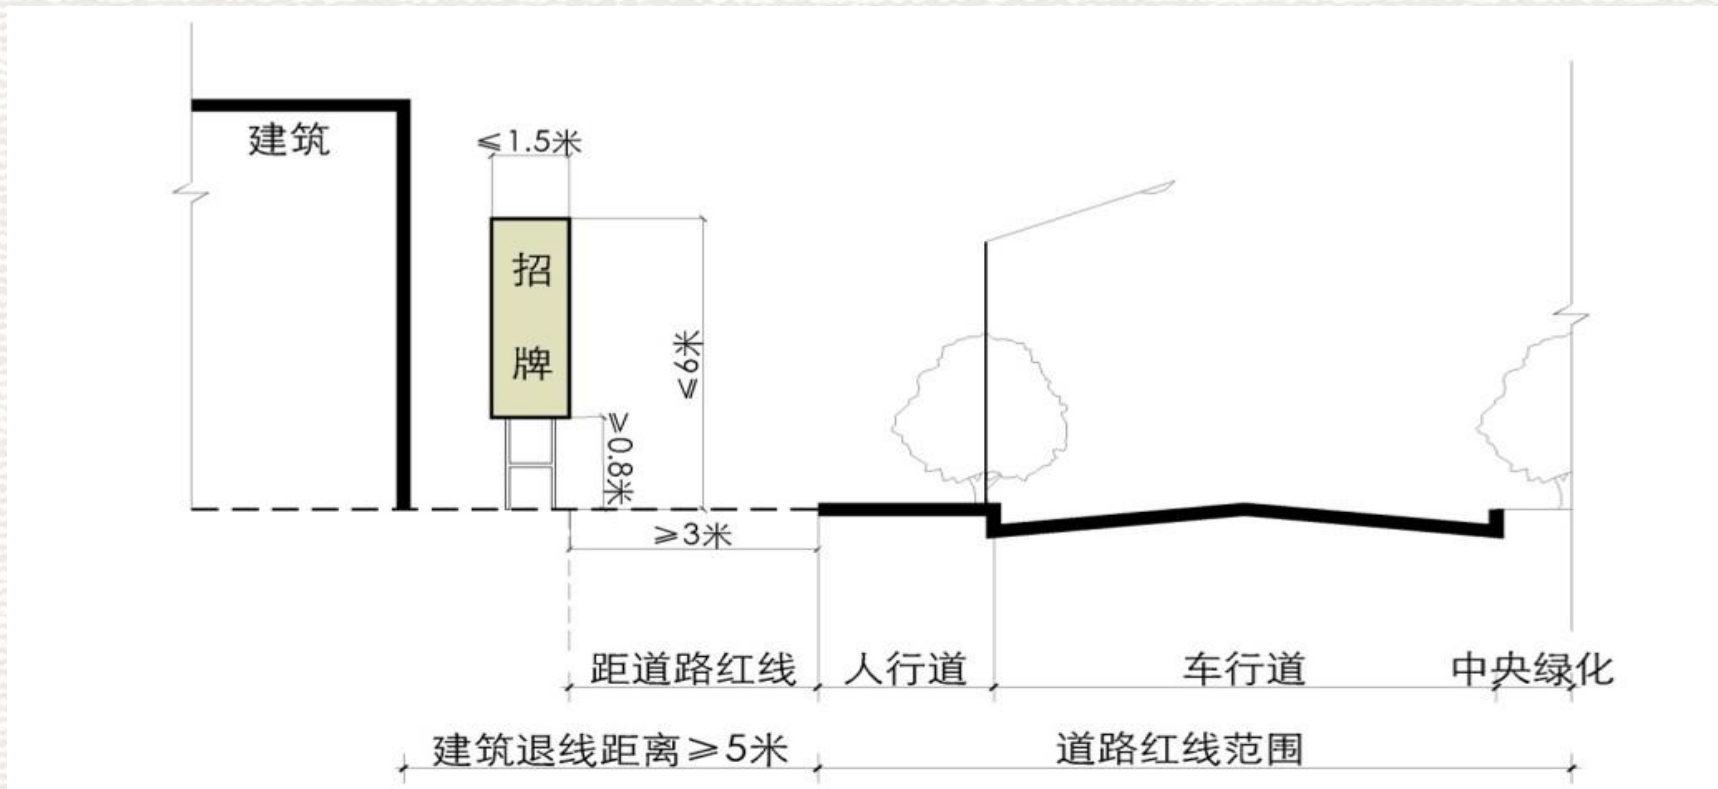 建筑
≤1.5米
招
牌
≤6米
≥0.8米
≥3米
距道路红线
人行道
车行道
中央绿化
建筑退线距离≥5米
道路红线范围